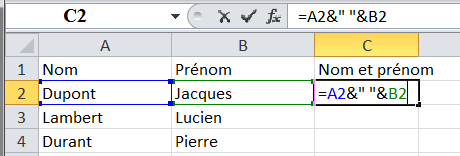 C2 fx =A2&" "&B2
A B C
1 Nom Prénom Nom et prénom
2 Dupont Jacques =A2&" "&B2
3 Lambert Lucien
4 Durant Pierre